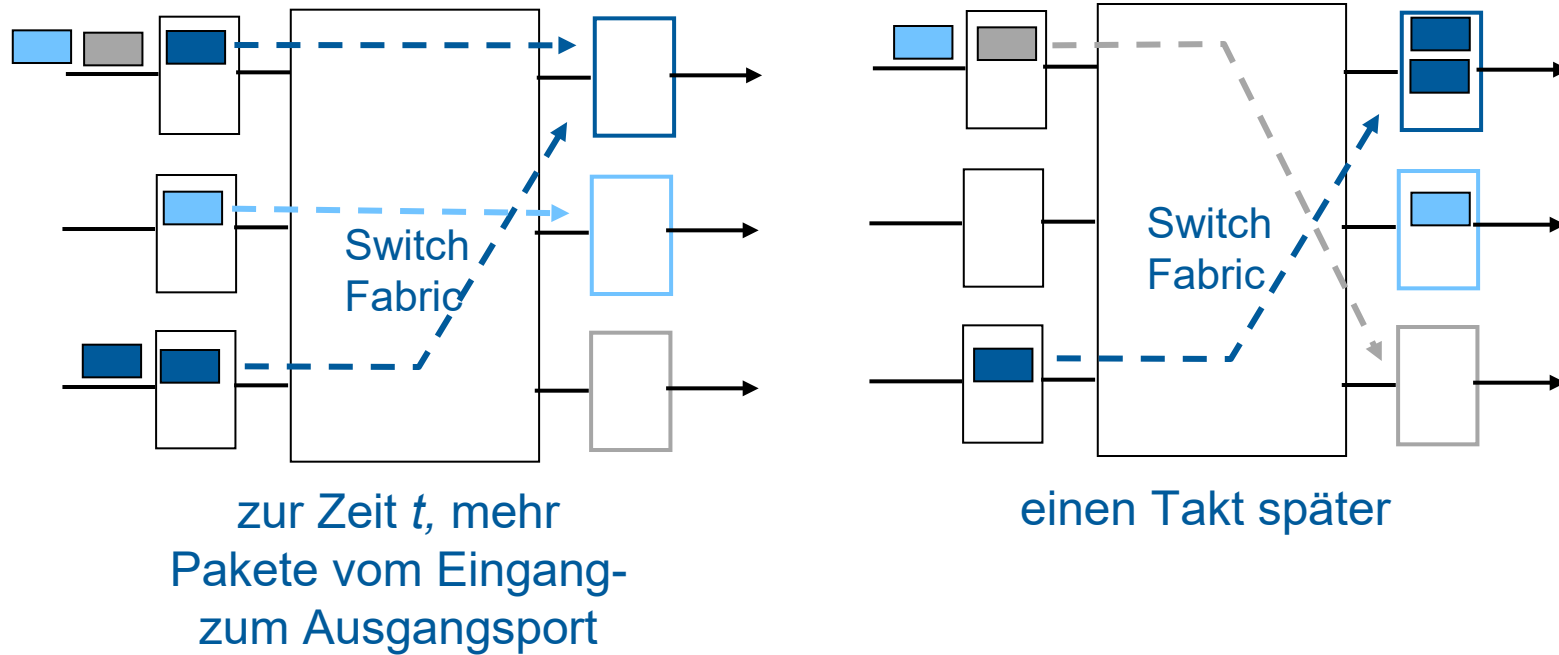 Switch
Fabric
zur Zeit t, mehr
Pakete vom Eingang-
zum Ausgangsport
Switch
Fabric
einen Takt später